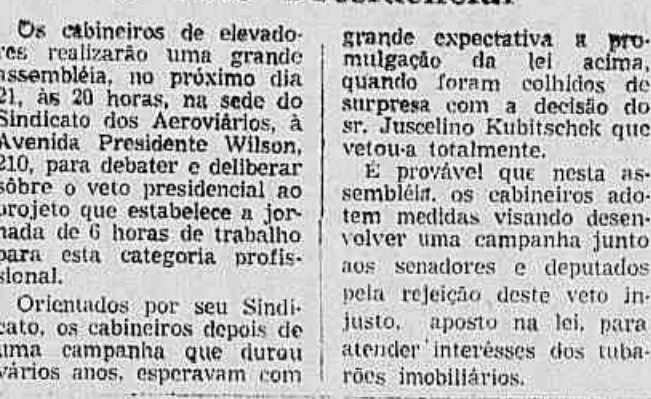 Os cabineiros de elevado-
res realizarão uma grande
assembléia, no próximo dia
21, às 20 horas, na sede do
Sindicato dos Aeroviários, à
Avenida Presidente Wilson,
210, para debater e deliberar
sôbre o veto presidencial ao
projeto que estabelece a jor-
nada de 6 horas de trabalho
para esta categoria profis-
sional.
Orientados por seu Sindi-
cato, os cabineiros depois de
uma campanha que durou
vários anos, esperavam com
grande expectativa a pro-
mulgação da lei acima,
quando foram colhidos de
surpresa com a decisão do
sr. Juscelino Kubitschek que
vetou-a totalmente.
É provável que nesta as-
sembléia, os cabineiros ado-
tem medidas visando desen-
volver uma campanha junto
aos senadores e deputados
pela rejeição deste veto in-
justo, aposto na lei, para
atender interêsses dos tuba-
rões imobiliários.